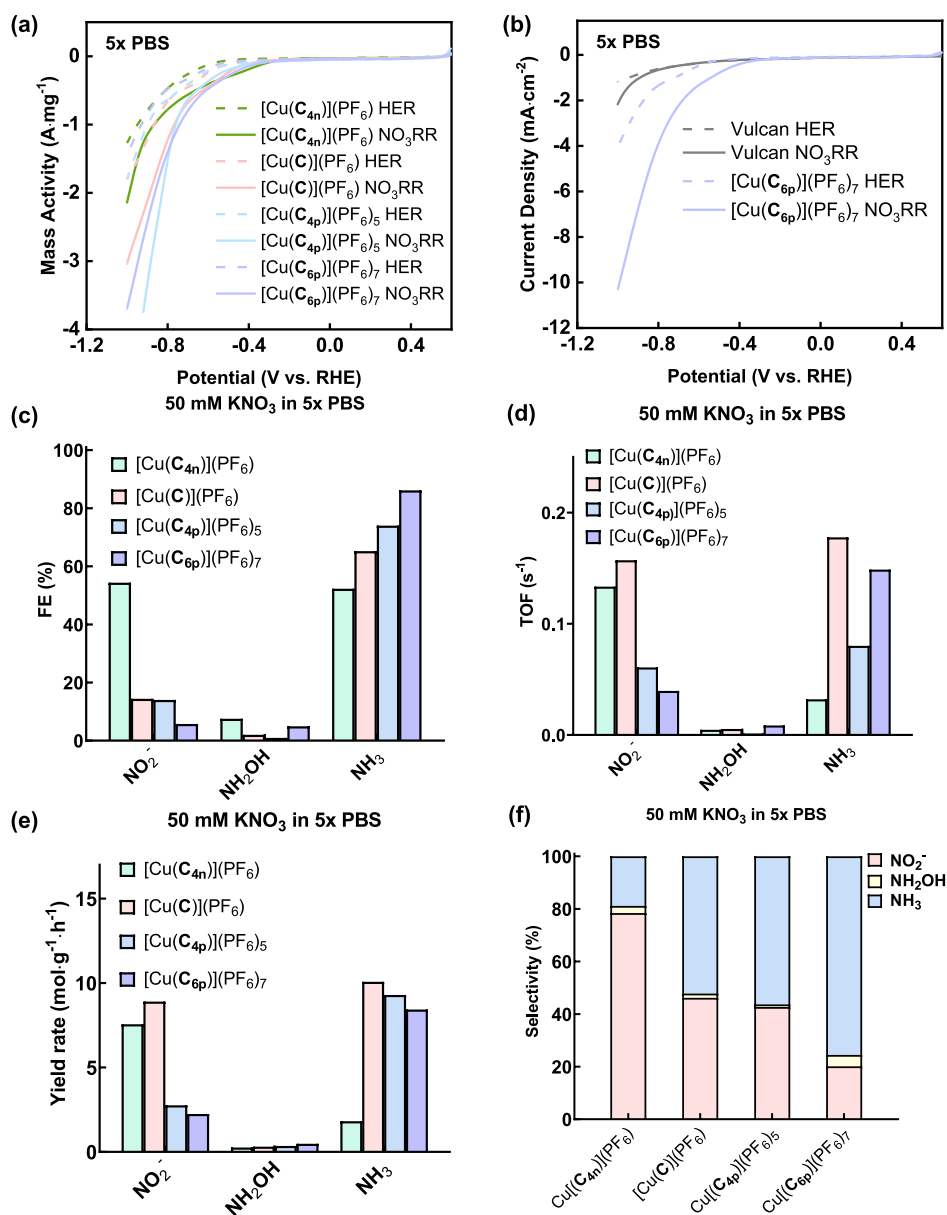 (a)
5x PBS
0
-1
-2
-3
-4
Mass Activity (A·mg⁻¹)
[Cu(C₄ₙ)](PF₆) HER
[Cu(C₄ₙ)](PF₆) NO₃RR
[Cu(C)](PF₆) HER
[Cu(C)](PF₆) NO₃RR
[Cu(C₄ₚ)](PF₆)₅ HER
[Cu(C₄ₚ)](PF₆)₅ NO₃RR
[Cu(C₆ₚ)](PF₆)₇ HER
[Cu(C₆ₚ)](PF₆)₇ NO₃RR
-1.2 -0.8 -0.4 0.0 0.4
Potential (V vs. RHE)
(b)
5x PBS
0
-2
-4
-6
-8
-10
-12
Current Density (mA·cm⁻²)
Vulcan HER
Vulcan NO₃RR
[Cu(C₆ₚ)](PF₆)₇ HER
[Cu(C₆ₚ)](PF₆)₇ NO₃RR
-1.2 -0.8 -0.4 0.0 0.4
Potential (V vs. RHE)
(c)
50 mM KNO₃ in 5x PBS
100
80
60
40
20
0
FE (%)
[Cu(C₄ₙ)](PF₆)
[Cu(C)](PF₆)
[Cu(C₄ₚ)](PF₆)₅
[Cu(C₆ₚ)](PF₆)₇
NO₂⁻ NH₂OH NH₃
(d)
50 mM KNO₃ in 5x PBS
0.2
0.1
0.0
TOF (s⁻¹)
[Cu(C₄ₙ)](PF₆)
[Cu(C)](PF₆)
[Cu(C₄ₚ)](PF₆)₅
[Cu(C₆ₚ)](PF₆)₇
NO₂⁻ NH₂OH NH₃
(e)
50 mM KNO₃ in 5x PBS
15
10
5
0
Yield rate (mol·g⁻¹·h⁻¹)
[Cu(C₄ₙ)](PF₆)
[Cu(C)](PF₆)
[Cu(C₄ₚ)](PF₆)₅
[Cu(C₆ₚ)](PF₆)₇
NO₂⁻ NH₂OH NH₃
(f)
50 mM KNO₃ in 5x PBS
100
80
60
40
20
0
Selectivity (%)
NO₂⁻
NH₂OH
NH₃
Cu[(C₄ₙ)](PF₆)
[Cu(C)](PF₆)
Cu[(C₄ₚ)](PF₆)₅
Cu[(C₆ₚ)](PF₆)₇